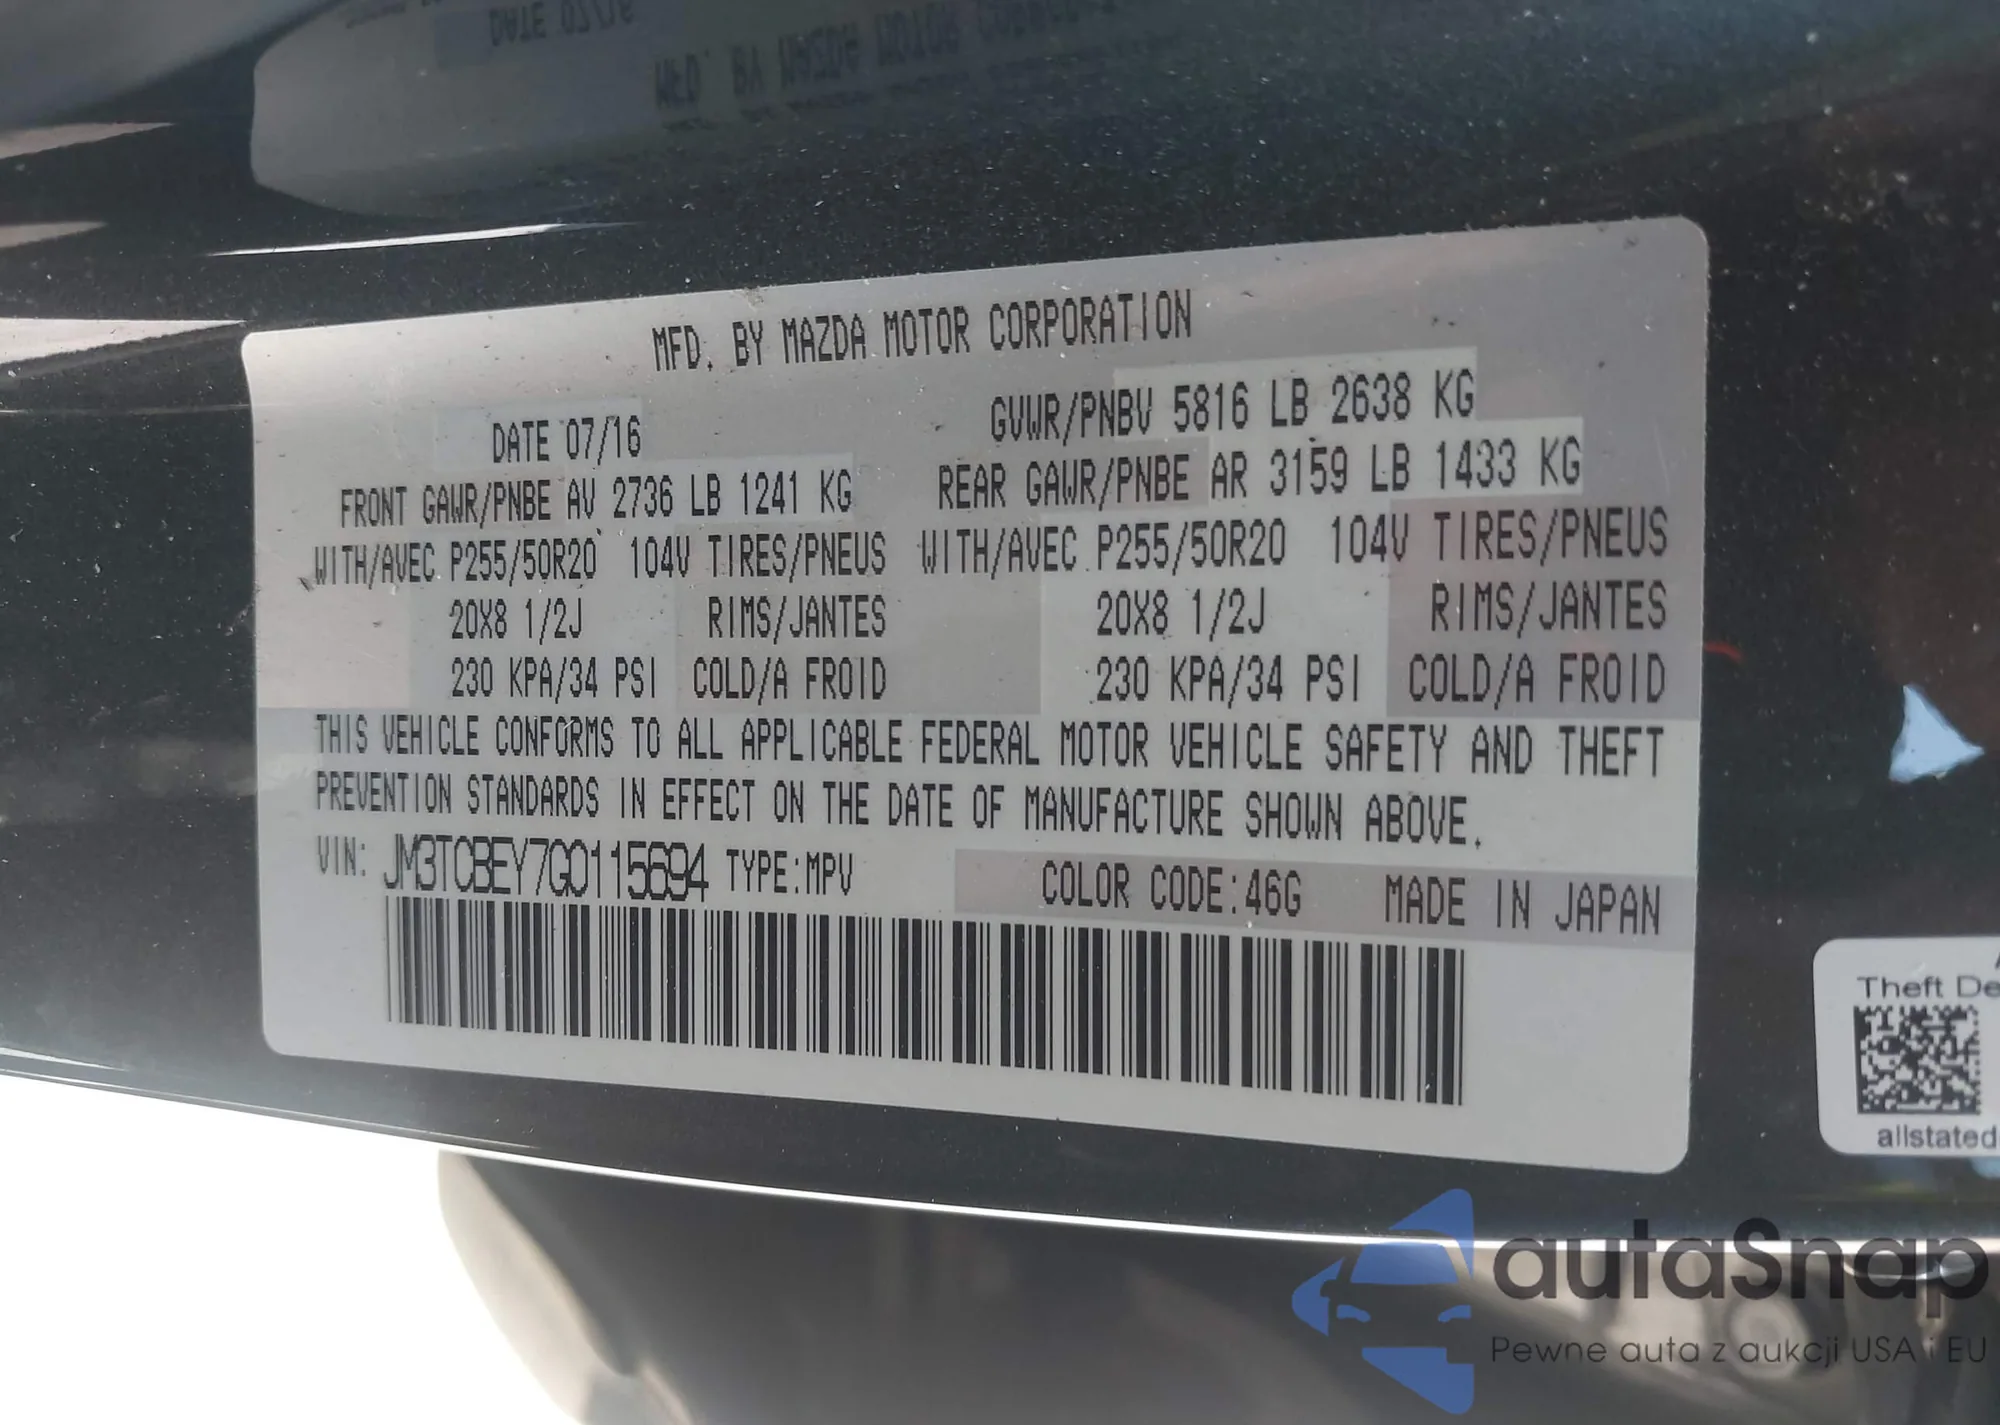 MFD. BY MAZDA MOTOR CORPORATION
DATE 07/16
GVWR/PNBV 5816 LB 2638 KG
FRONT GAWR/PNBE AV 2736 LB 1241 KG
REAR GAWR/PNBE AR 3159 LB 1433 KG
WITH/AVEC P255/50R20 104V TIRES/PNEUS
WITH/AVEC P255/50R20 104V TIRES/PNEUS
20X8 1/2J RIMS/JANTES
20X8 1/2J RIMS/JANTES
230 KPA/34 PSI COLD/A FROID
230 KPA/34 PSI COLD/A FROID
THIS VEHICLE CONFORMS TO ALL APPLICABLE FEDERAL MOTOR VEHICLE SAFETY AND THEFT
PREVENTION STANDARDS IN EFFECT ON THE DATE OF MANUFACTURE SHOWN ABOVE.
VIN: JM3TCBEY7G0115694 TYPE:MPV COLOR CODE:46G MADE IN JAPAN
Theft De
allstated
autaSnap
Pewne auta z aukcji USA i EU